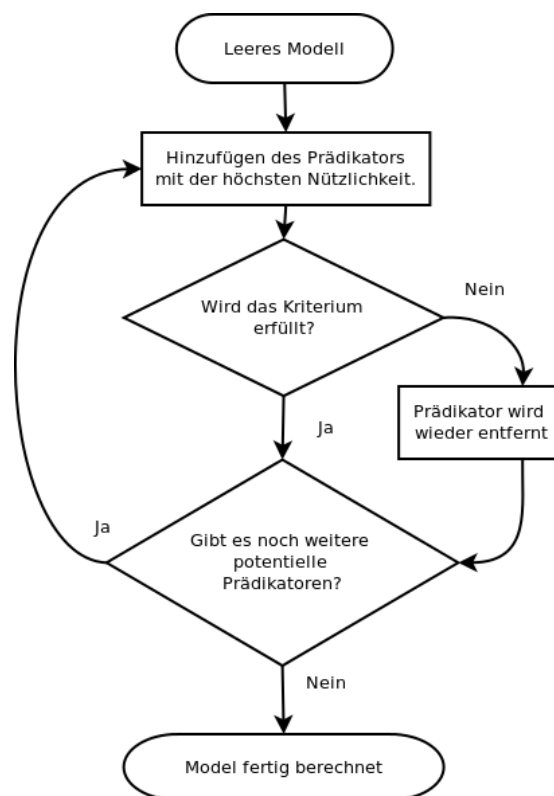 Leeres Modell
Hinzufügen des Prädikators
mit der höchsten Nützlichkeit.
Wird das Kriterium
erfüllt?
Nein
Prädikator wird
wieder entfernt
Ja
Gibt es noch weitere
potentielle
Prädikatoren?
Ja
Nein
Model fertig berechnet